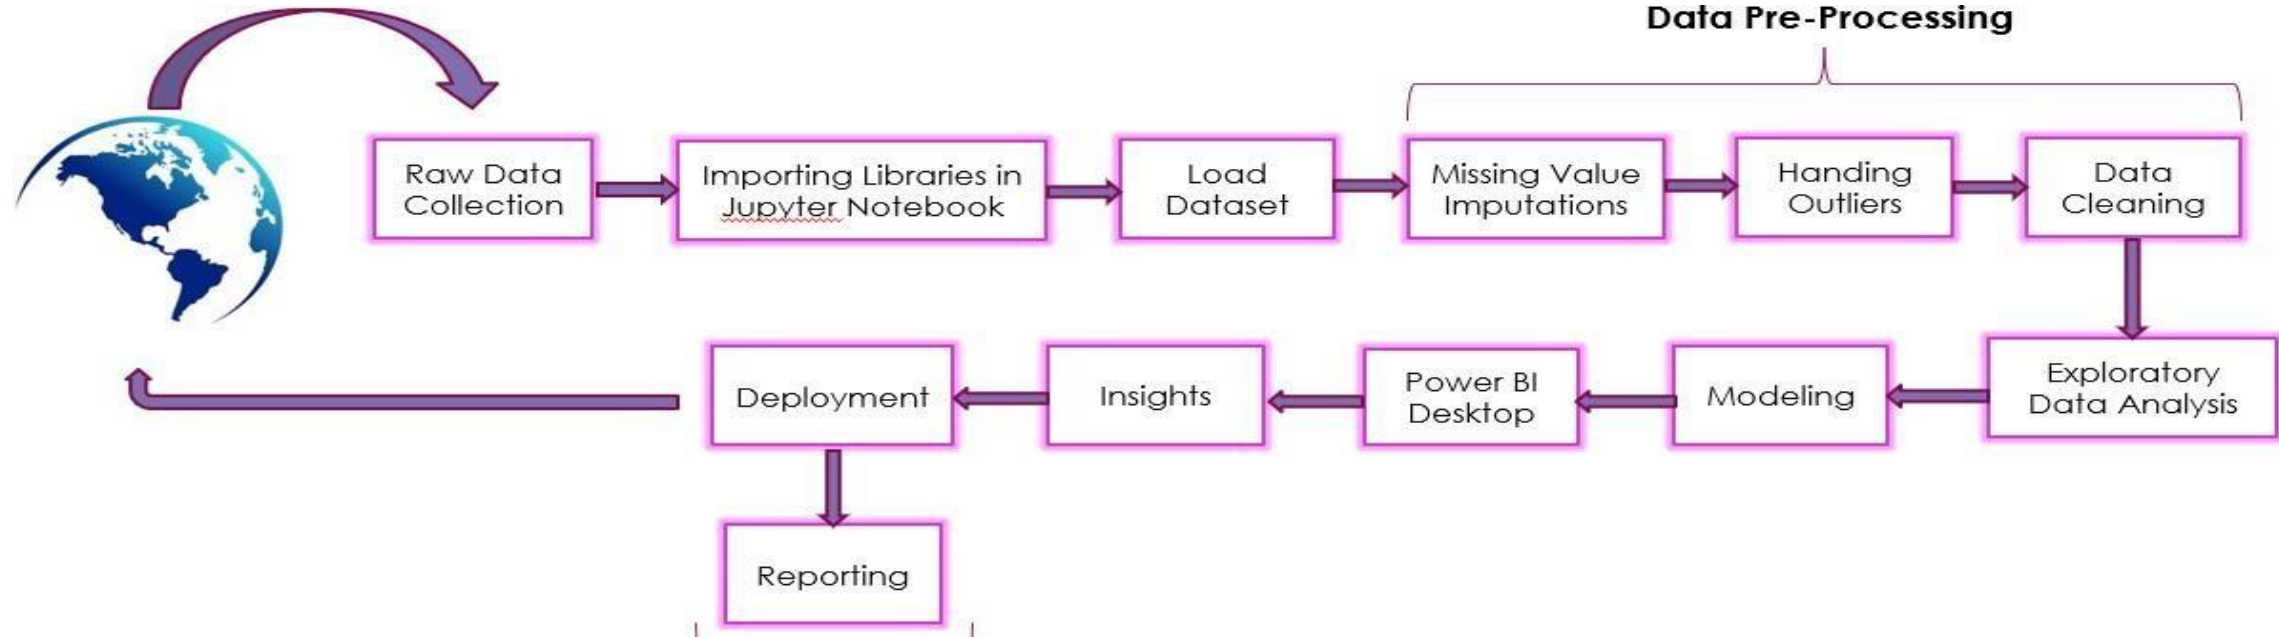 Data Pre-Processing
Raw Data
Collection
Importing Libraries in
Jupyter Notebook
Load
Dataset
Missing Value
Imputations
Handing
Outliers
Data
Cleaning
Exploratory
Data Analysis
Modeling
Power BI
Desktop
Insights
Deployment
Reporting